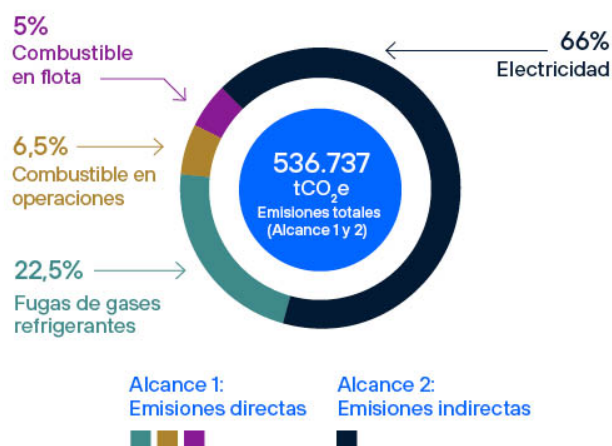 5%
Combustible
en flota
66%
Electricidad
6,5%
Combustible en
operaciones
536.737
tCO₂e
Emisiones totales
(Alcance 1 y 2)
22,5%
Fugas de gases
refrigerantes
Alcance 1:
Emisiones directas
Alcance 2:
Emisiones indirectas